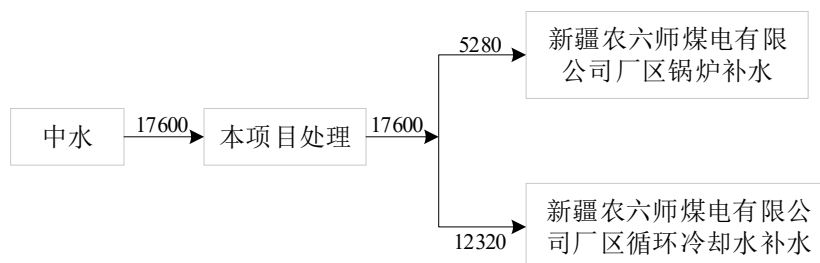 5280
新疆农六师煤电有限
公司厂区锅炉补水
中水
17600
本项目处理
17600
新疆农六师煤电有限公
司厂区循环冷却水补水
12320